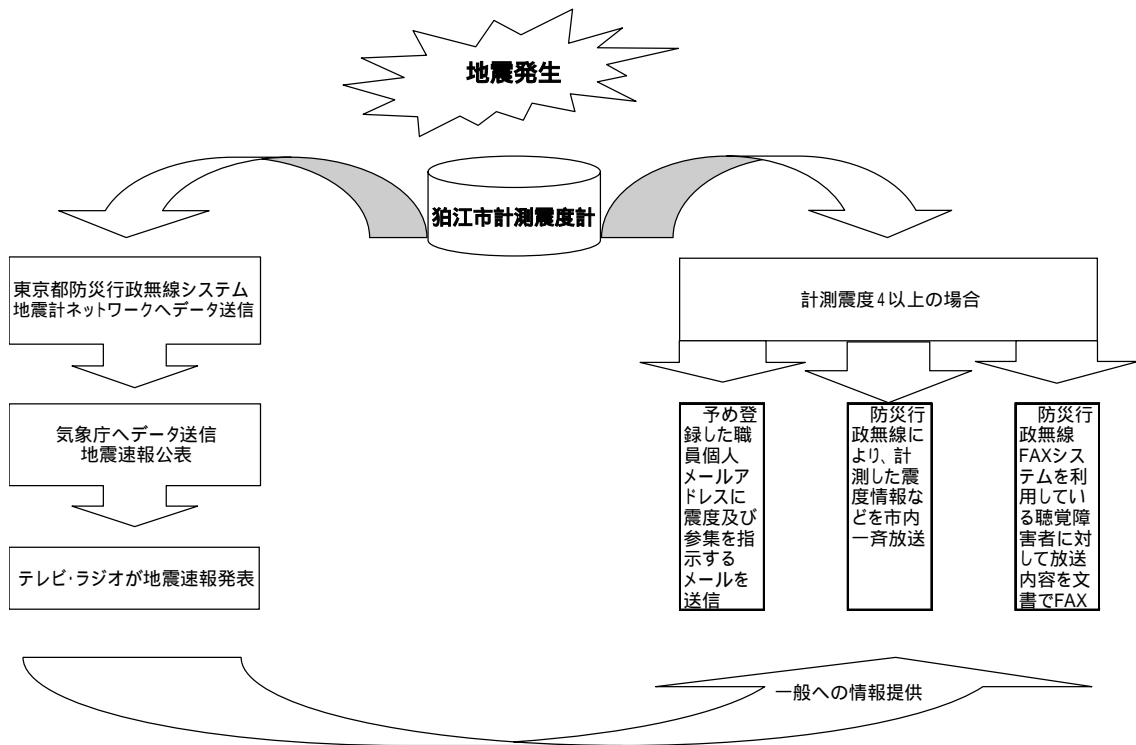 地震発生
狛江市計測震度計
東京都防災行政無線システム
地震計ネットワークへデータ送信
気象庁へデータ送信
地震速報公表
テレビ・ラジオが地震速報発表
計測震度4以上の場合
予め登
録した職
員個人
メールア
ドレスに
震度及び
参集を指
示する
メールを
送信
防災行
政無線に
より、計
測した震
度情報な
どを市内
一斉放送
防災行
政無線
FAXシス
テムを利
用してい
る聴覚障
害者に対
して放送
内容を文
書でFAX
一般への情報提供